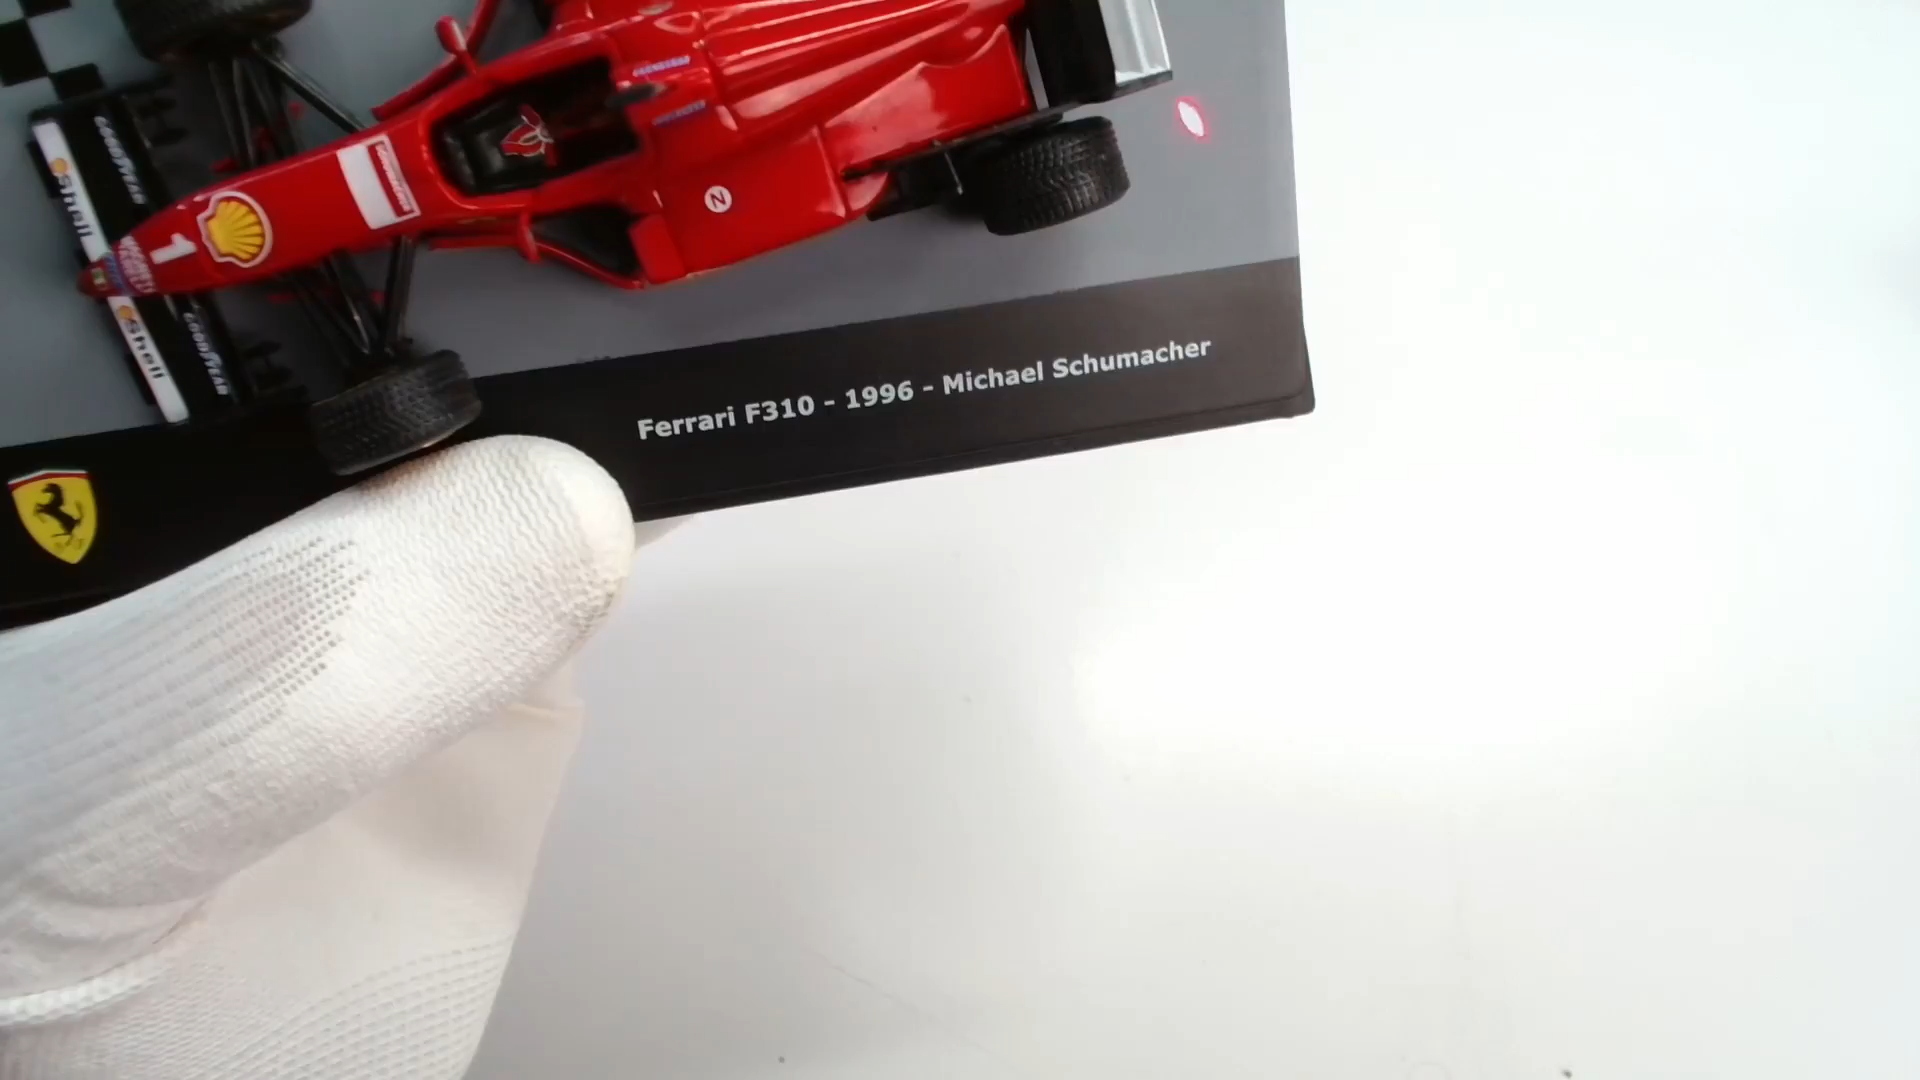 GOODYEAR
Shell
1
Shell
GOODYEAR
Z
Ferrari F310 - 1996 - Michael Schumacher